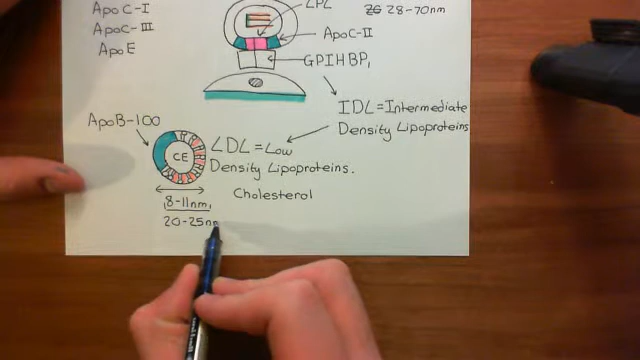 ApoC-I
ApoC-III
ApoE
LPL
28-70nm
ApoC-II
GPIHBP1
IDL=Intermediate
Density Lipoproteins
ApoB-100
CE
LDL=Low
Density Lipoproteins.
Cholesterol
8-11nm
20-25nm